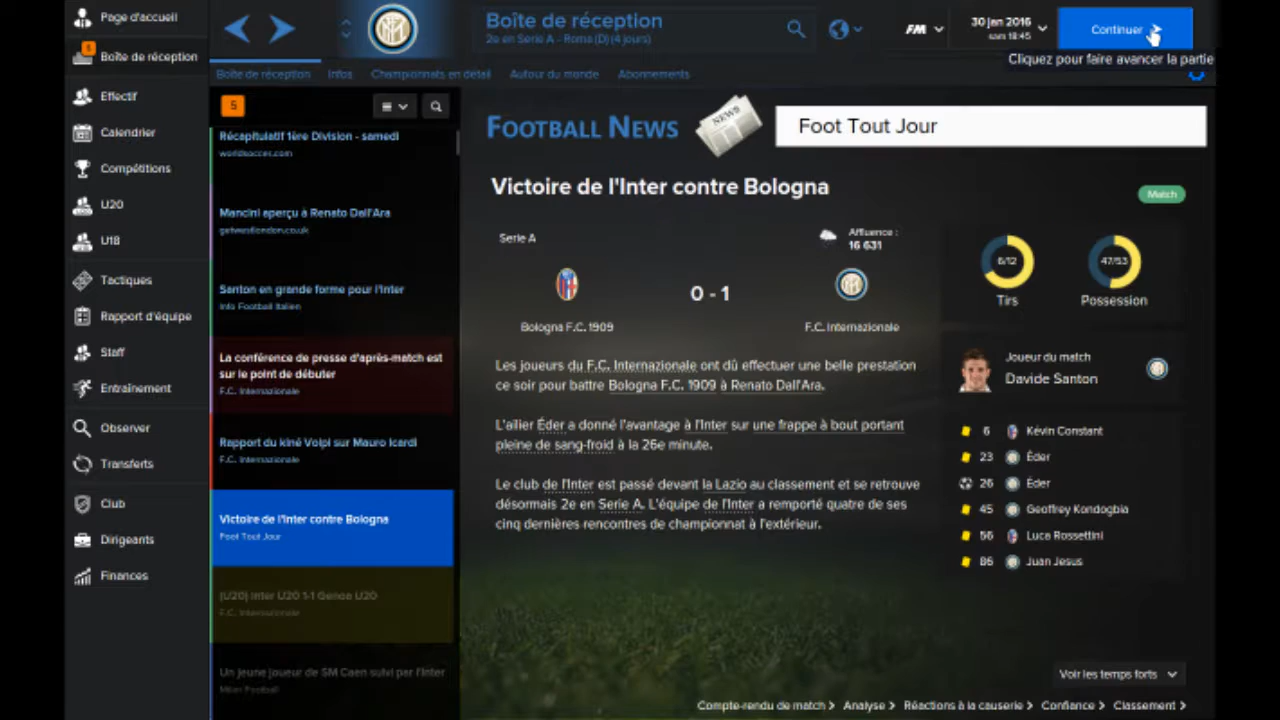 Page d'accueil
5
Boîte de réception
Effectif
Calendrier
Compétitions
U20
U18
Tactiques
Rapport d'équipe
Staff
Entraînement
Observer
Transferts
Club
Dirigeants
Finances
Boîte de réception
2e en Serie A - Roma (D) (4 jours)
FM
30 jan 2016
sam 18:45
Continuer
Cliquez pour faire avancer la partie
Boîte de réception
Infos
Championnats en détail
Autour du monde
Abonnements
5
Récapitulatif 1ère Division - samedi
worldsoccer.com
Mancini aperçu à Renato Dall'Ara
getwestlondon.co.uk
Santon en grande forme pour l'Inter
Info Football Italien
La conférence de presse d'après-match est
sur le point de débuter
F.C. Internazionale
Rapport du kiné Volpi sur Mauro Icardi
F.C. Internazionale
Victoire de l'Inter contre Bologna
Foot Tout Jour
(U20) Inter U20 1-1 Genoa U20
F.C. Internazionale
Un jeune joueur de SM Caen suivi par l'Inter
Milan Football
FOOTBALL NEWS
NEWS
Foot Tout Jour
Victoire de l'Inter contre Bologna
Match
Serie A
Affluence :
16 631
0 - 1
Bologna F.C. 1909
F.C. Internazionale
Les joueurs du F.C. Internazionale ont dû effectuer une belle prestation
ce soir pour battre Bologna F.C. 1909 à Renato Dall'Ara.
L'ailier Éder a donné l'avantage à l'Inter sur une frappe à bout portant
pleine de sang-froid à la 26e minute.
Le club de l'Inter est passé devant la Lazio au classement et se retrouve
désormais 2e en Serie A. L'équipe de l'Inter a remporté quatre de ses
cinq dernières rencontres de championnat à l'extérieur.
6/12
Tirs
47/53
Possession
Joueur du match
Davide Santon
6 Kévin Constant
23 Éder
26 Éder
45 Geoffrey Kondogbia
56 Luca Rossettini
86 Juan Jesus
Voir les temps forts
Compte-rendu de match
Analyse
Réactions à la causerie
Confiance
Classement